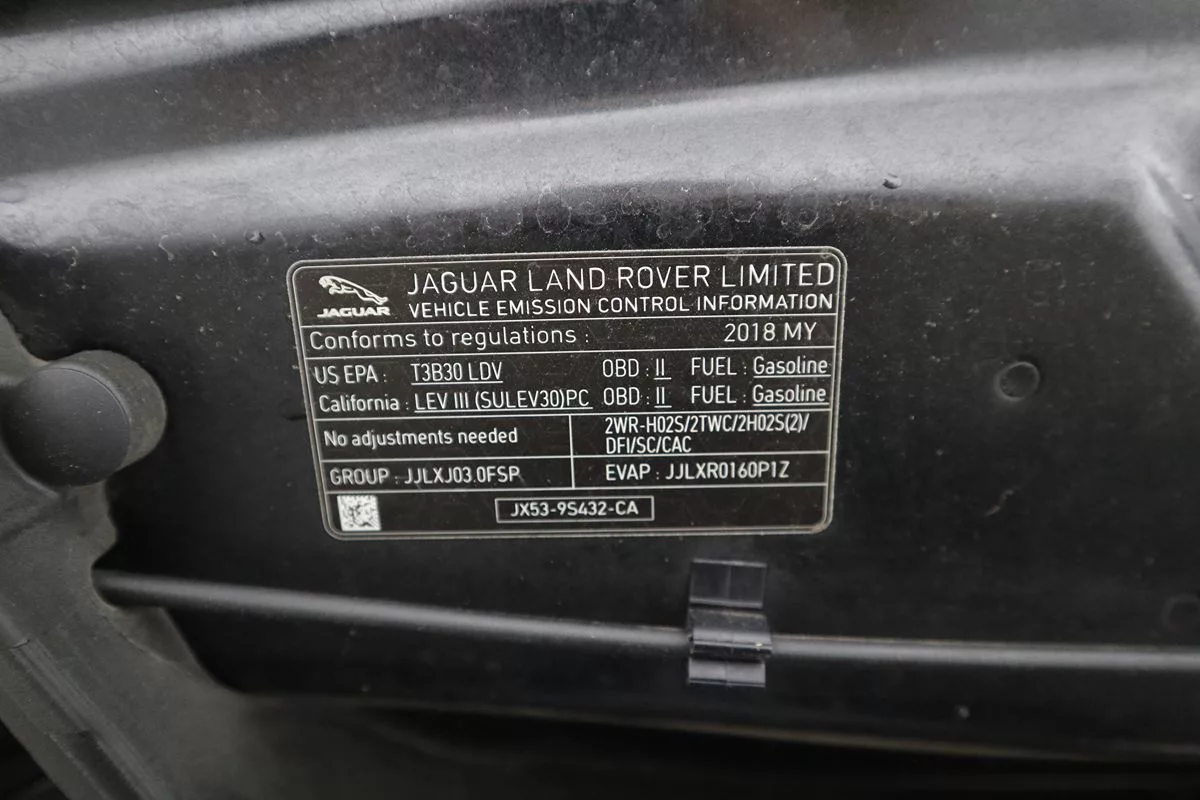 JAGUAR LAND ROVER LIMITED
JAGUAR VEHICLE EMISSION CONTROL INFORMATION
Conforms to regulations : 2018 MY
US EPA : T3B30 LDV OBD : II FUEL : Gasoline
California : LEV III (SULEV30)PC OBD : II FUEL : Gasoline
No adjustments needed
2WR-HO2S/2TWC/2HO2S(2)/
DFI/SC/CAC
GROUP : JJLXJ03.0FSP EVAP : JJLXR0160P1Z
JX53-9S432-CA